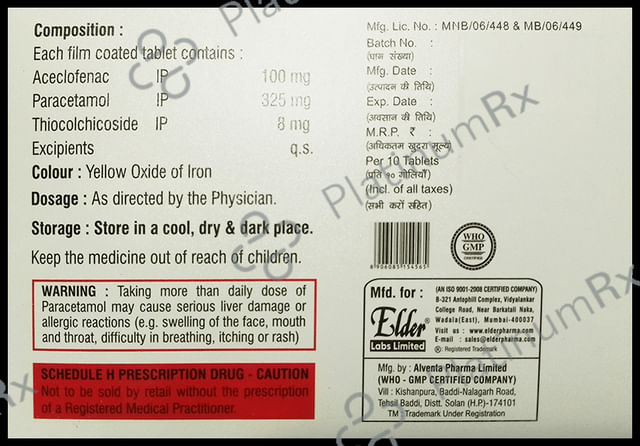 Composition :
Each film coated tablet contains :
Aceclofenac IP 100 mg
Paracetamol IP 325 mg
Thiocolchicoside IP 8 mg
Excipients q.s.
Colour : Yellow Oxide of Iron
Dosage : As directed by the Physician.
Storage : Store in a cool, dry & dark place.
Keep the medicine out of reach of children.
WARNING : Taking more than daily dose of
Paracetamol may cause serious liver damage or
allergic reactions (e.g. swelling of the face, mouth
and throat, difficulty in breathing, itching or rash)
SCHEDULE H PRESCRIPTION DRUG - CAUTION
Not to be sold by retail without the prescription
of a Registered Medical Practitioner.
Mfg. Lic. No. : MNB/06/448 & MB/06/449
Batch No. :
(घान संख्या)
Mfg. Date :
(उत्पादन की तिथि)
Exp. Date :
(अवसान की तिथि)
M.R.P. ₹ :
(अधिकतम खुदरा मूल्य)
Per 10 Tablets
(प्रति १० गोलियाँ)
(Incl. of all taxes)
(सभी करों सहित)
8906085154565
WHO
GMP
CERTIFIED
Mfd. for :
Elder
Labs Limited
(AN ISO 9001-2008 CERTIFIED COMPANY)
B-321 Antophill Complex, Vidyalankar
College Road, Near Barkatali Naka,
Wadala(East), Mumbai-400037
Visit us : www.elderpharma.com
E-mail : sales@elderpharma.com
® : Registered Trademark
Mfg. by : Alventa Pharma Limited
(WHO - GMP CERTIFIED COMPANY)
Vill : Kishanpura, Baddi-Nalagarh Road,
Tehsil Baddi, Distt. Solan (H.P)-174101
TM : Trademark Under Registration
PlatinumRx
PlatinumRx
PlatinumRx
PlatinumRx